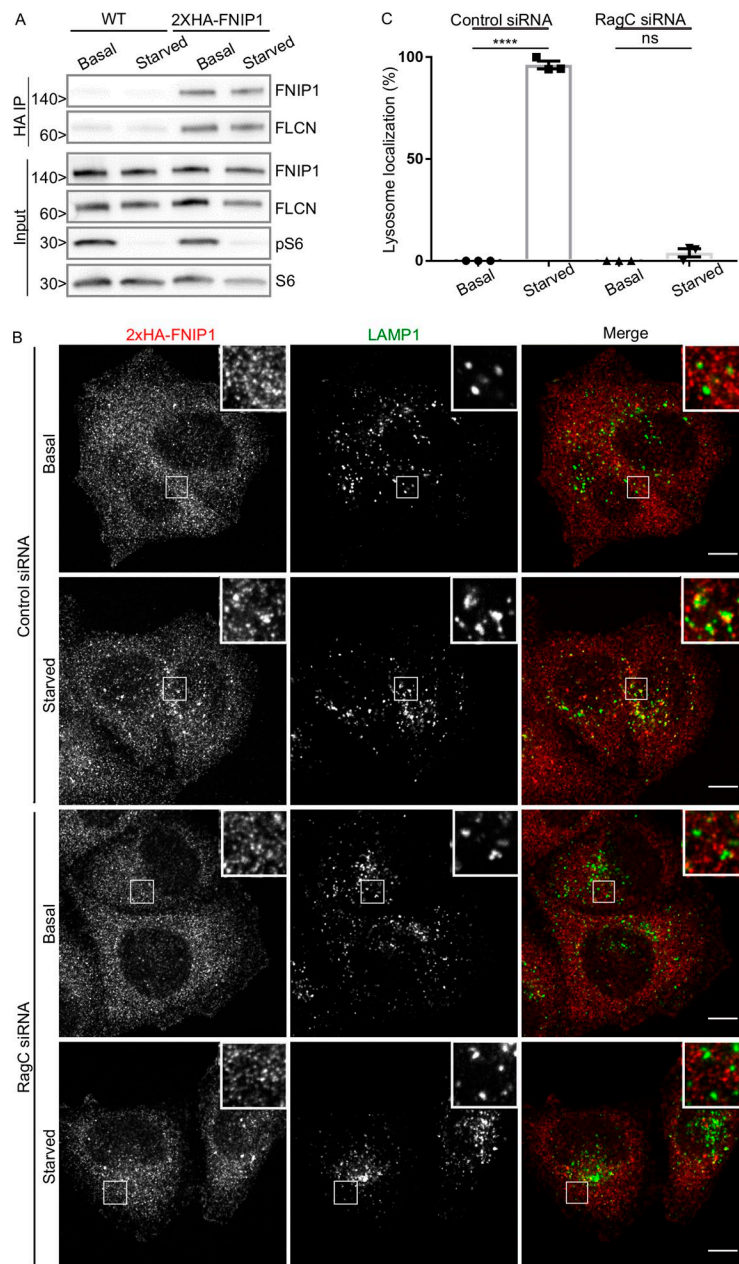 A
WT 2XHA-FNIP1
Basal Starved Basal Starved
HA IP
140> FNIP1
60> FLCN
Input
140> FNIP1
60> FLCN
30> pS6
30> S6
C
Control siRNA RagC siRNA
**** ns
Lysosome localization (%)
100
50
0
Basal Starved Basal Starved
B
2xHA-FNIP1 LAMP1 Merge
Control siRNA
Basal
Starved
RagC siRNA
Basal
Starved